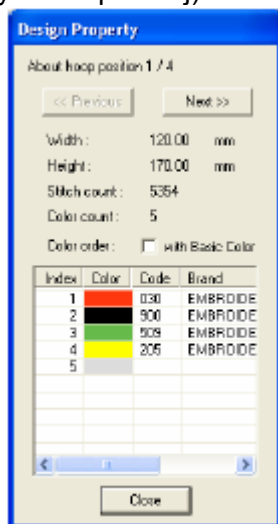 Design Property
About hoop position 1 / 4
<< Previous Next >>
Width : 120.00 mm
Height : 170.00 mm
Stitch count : 5354
Color count : 5
Color order : with Basic Color
Index Color Code Brand
1 030 EMBROIDE
2 900 EMBROIDE
3 509 EMBROIDE
4 205 EMBROIDE
5
Close